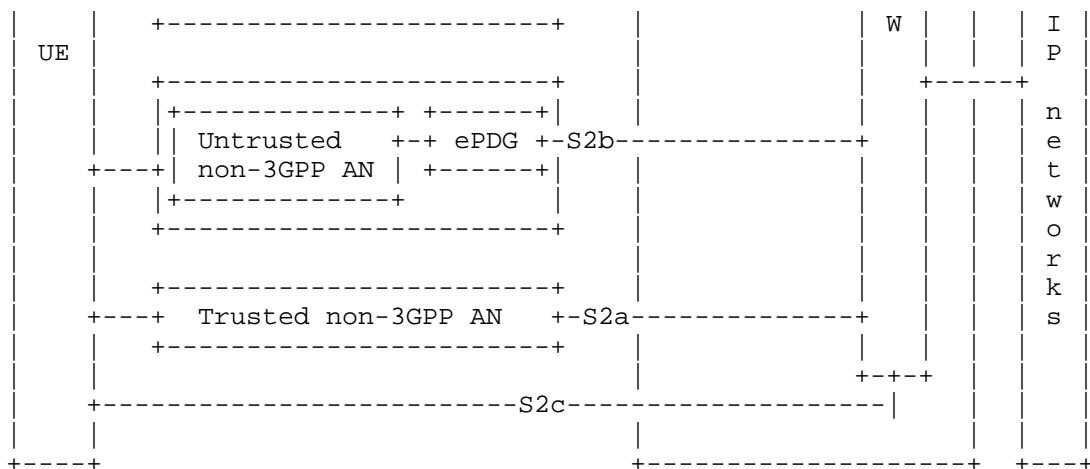 W I
UE P
n
Untrusted ePDG S2b e
non-3GPP AN t
w
o
r
k
Trusted non-3GPP AN S2a s
S2c